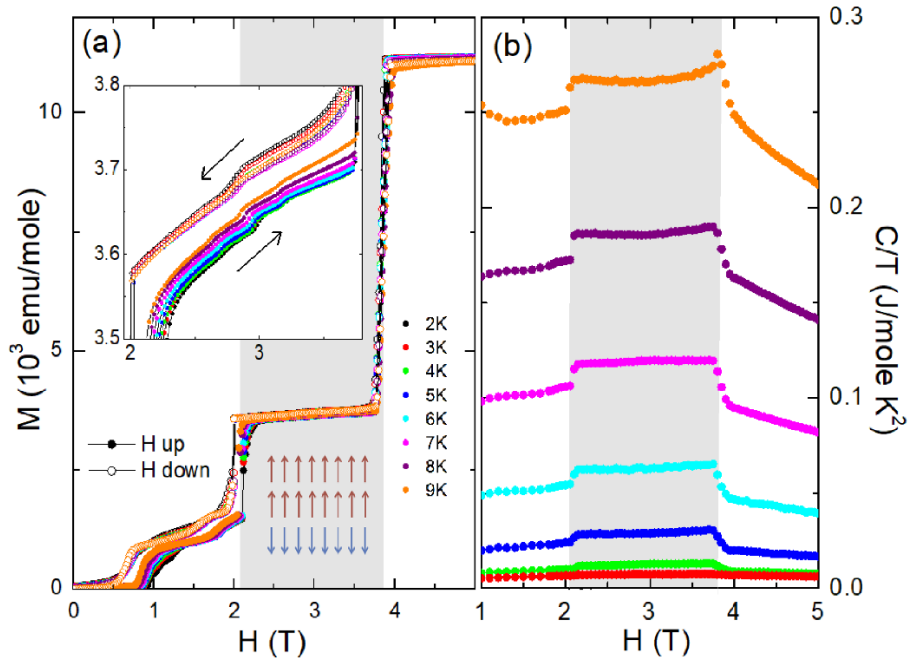 (a)
(b)
M (10³ emu/mole)
10
5
0
3.8
3.7
3.6
3.5
2
3
H up
H down
2K
3K
4K
5K
6K
7K
8K
9K
0
1
2
3
4
H (T)
0.3
0.2
0.1
0.0
C/T (J/mole K²)
1
2
3
4
5
H (T)